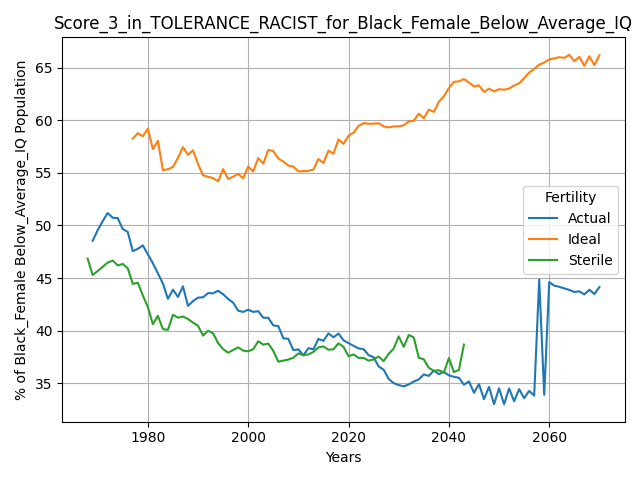 Score_3_in_TOLERANCE_RACIST_for_Black_Female_Below_Average_IQ
% of Black_Female Below_Average_IQ Population
65
60
55
50
45
40
35
Fertility
Actual
Ideal
Sterile
1980
2000
2020
2040
2060
Years